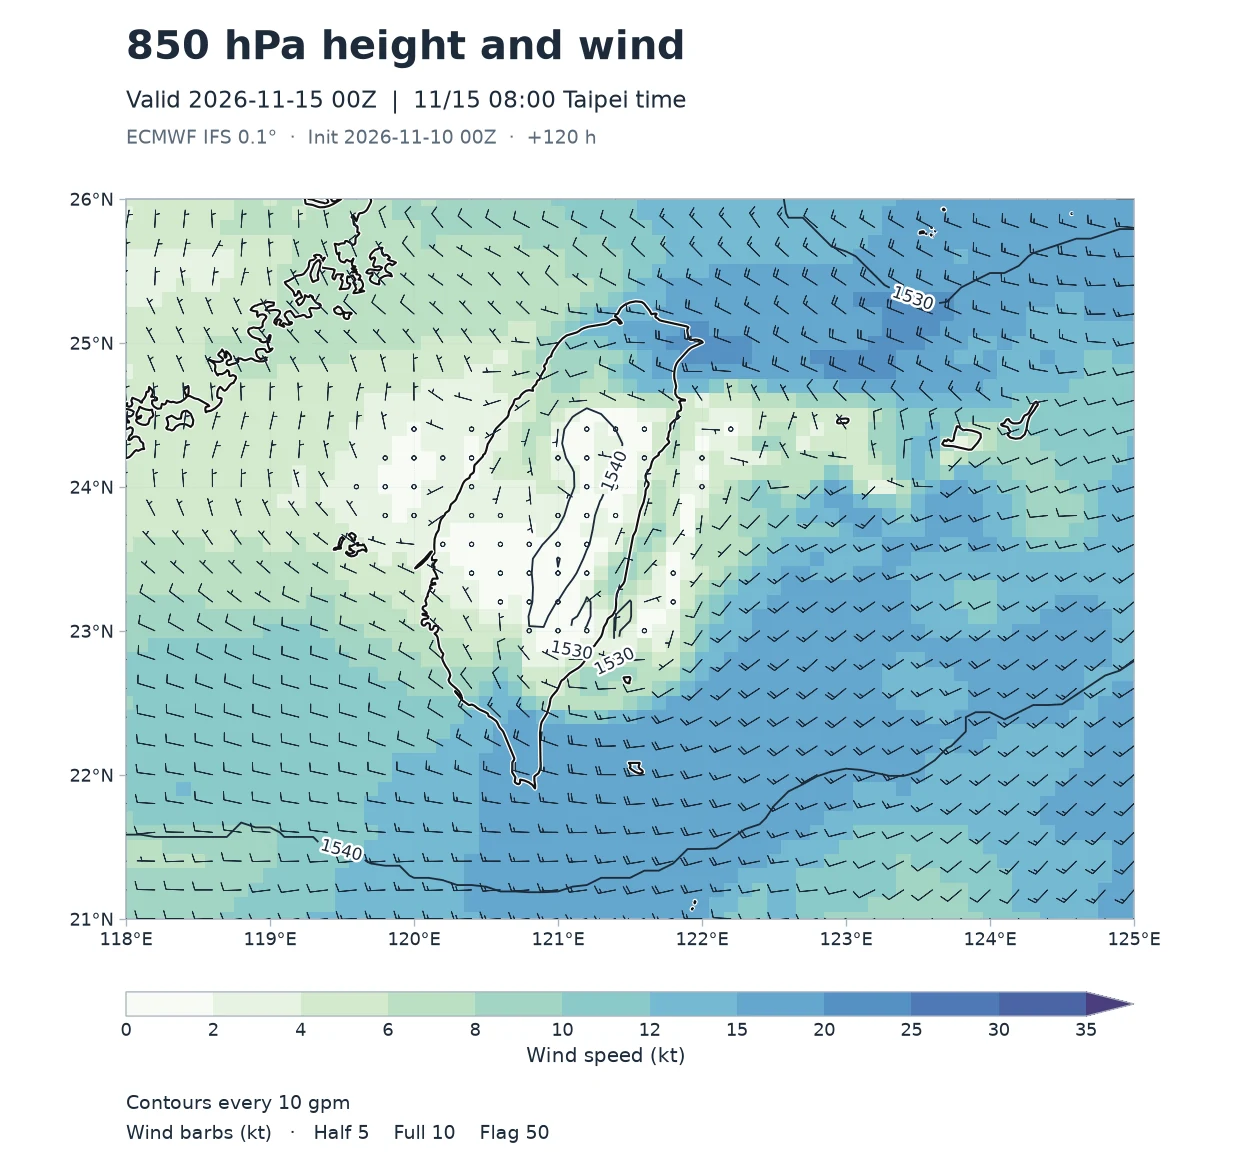 850 hPa height and wind
Valid 2026-11-15 00Z | 11/15 08:00 Taipei time
ECMWF IFS 0.1° · Init 2026-11-10 00Z · +120 h
26°N
25°N
24°N
23°N
22°N
21°N
1530
1540
1530
1530
1540
118°E 119°E 120°E 121°E 122°E 123°E 124°E 125°E
0 2 4 6 8 10 12 15 20 25 30 35
Wind speed (kt)
Contours every 10 gpm
Wind barbs (kt) · Half 5 Full 10 Flag 50